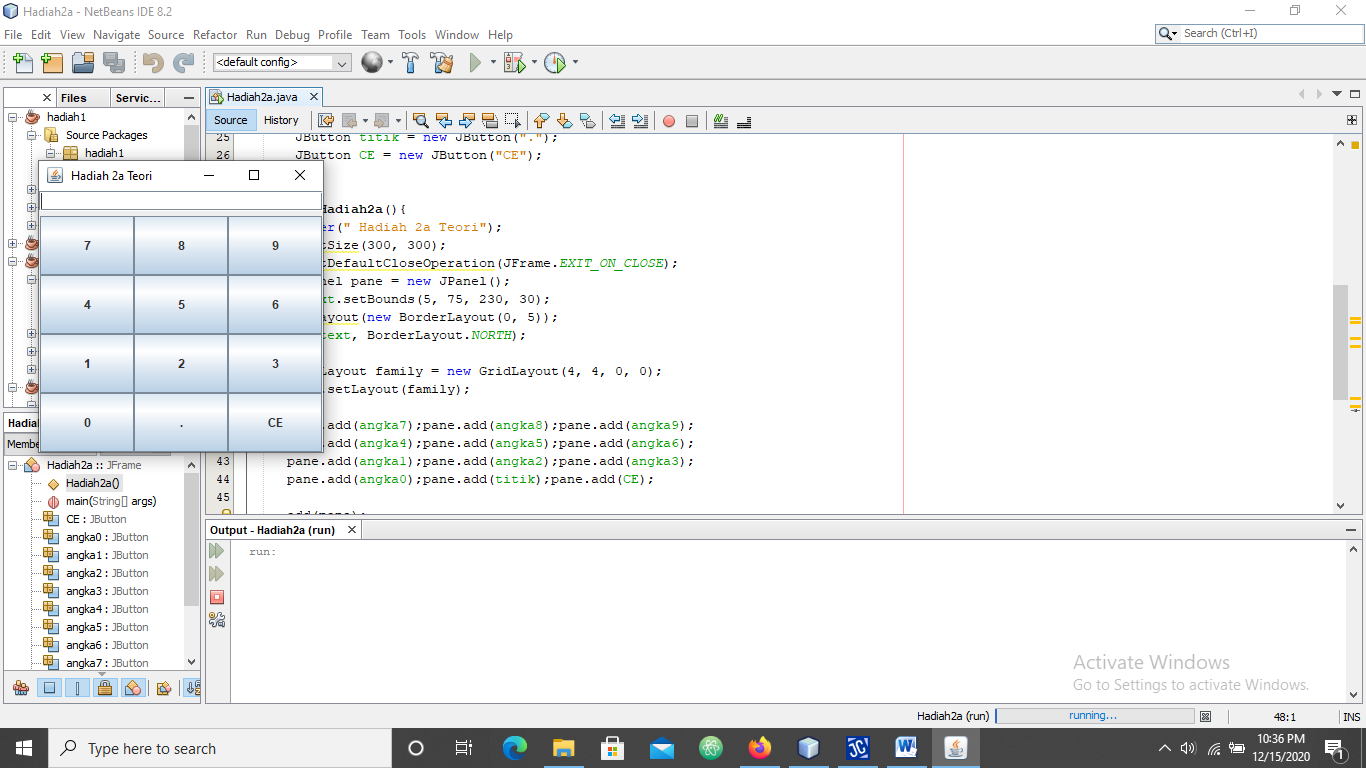 Hadiah2a - NetBeans IDE 8.2
File Edit View Navigate Source Refactor Run Debug Profile Team Tools Window Help
Search (Ctrl+I)
<default config>
Files Servic...
hadiah1
Source Packages
hadiah1
Hadiah2a.java
Source History
25 JButton titik = new JButton(".");
26 JButton CE = new JButton("CE");
Hadiah 2a Teori
7 8 9
4 5 6
1 2 3
0 . CE
Hadiah2a(){
er(" Hadiah 2a Teori");
tSize(300, 300);
tDefaultCloseOperation(JFrame.EXIT_ON_CLOSE);
nel pane = new JPanel();
xt.setBounds(5, 75, 230, 30);
ayout(new BorderLayout(0, 5));
text, BorderLayout.NORTH);
Layout family = new GridLayout(4, 4, 0, 0);
.setLayout(family);
.add(angka7);pane.add(angka8);pane.add(angka9);
.add(angka4);pane.add(angka5);pane.add(angka6);
43 pane.add(angka1);pane.add(angka2);pane.add(angka3);
44 pane.add(angka0);pane.add(titik);pane.add(CE);
45
add(pane);
Hadiah
Membe
Hadiah2a :: JFrame
Hadiah2a()
main(String[] args)
CE : JButton
angka0 : JButton
angka1 : JButton
angka2 : JButton
angka3 : JButton
angka4 : JButton
angka5 : JButton
angka6 : JButton
angka7 : JButton
Output - Hadiah2a (run)
run:
Activate Windows
Go to Settings to activate Windows.
Hadiah2a (run) running... 48:1 INS
Type here to search
10:36 PM
12/15/2020
1